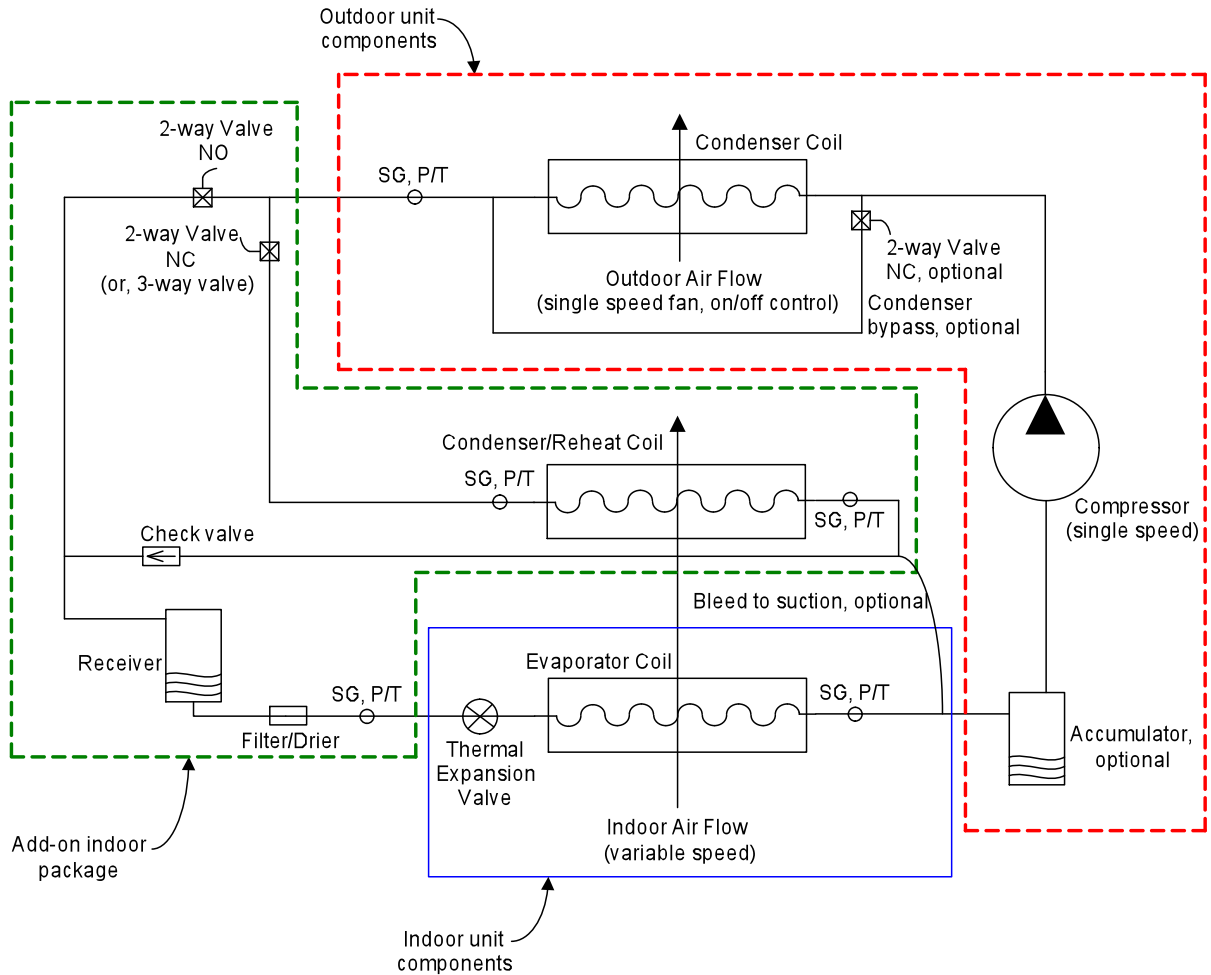 Outdoor unit
components
2-way Valve
NO
Condenser Coil
SG, P/T
2-way Valve
NC
(or, 3-way valve)
2-way Valve
NC, optional
Outdoor Air Flow
(single speed fan, on/off control)
Condenser
bypass, optional
Condenser/Reheat Coil
SG, P/T
SG, P/T
Compressor
(single speed)
Check valve
Bleed to suction, optional
Receiver
Evaporator Coil
SG, P/T
SG, P/T
Filter/Drier
Thermal
Expansion
Valve
Accumulator,
optional
Indoor Air Flow
(variable speed)
Add-on indoor
package
Indoor unit
components